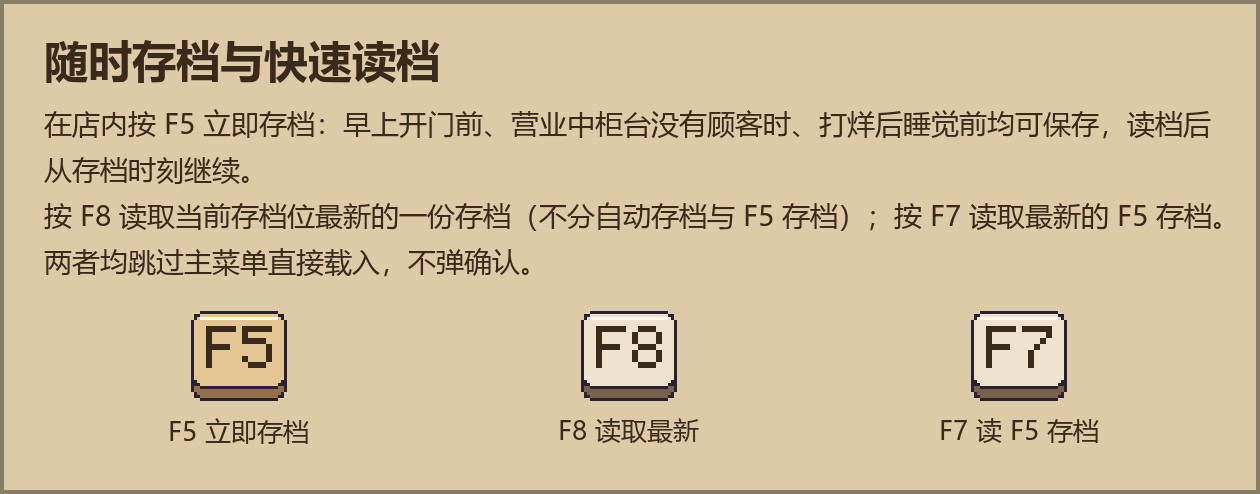 随时存档与快速读档
在店内按 F5 立即存档：早上开门前、营业中柜台没有顾客时、打烊后睡觉前均可保存，读档后
从存档时刻继续。
按 F8 读取当前存档位最新的一份存档（不分自动存档与 F5 存档）；按 F7 读取最新的 F5 存档。
两者均跳过主菜单直接载入，不弹确认。
F5 F8 F7
F5 立即存档 F8 读取最新 F7 读 F5 存档